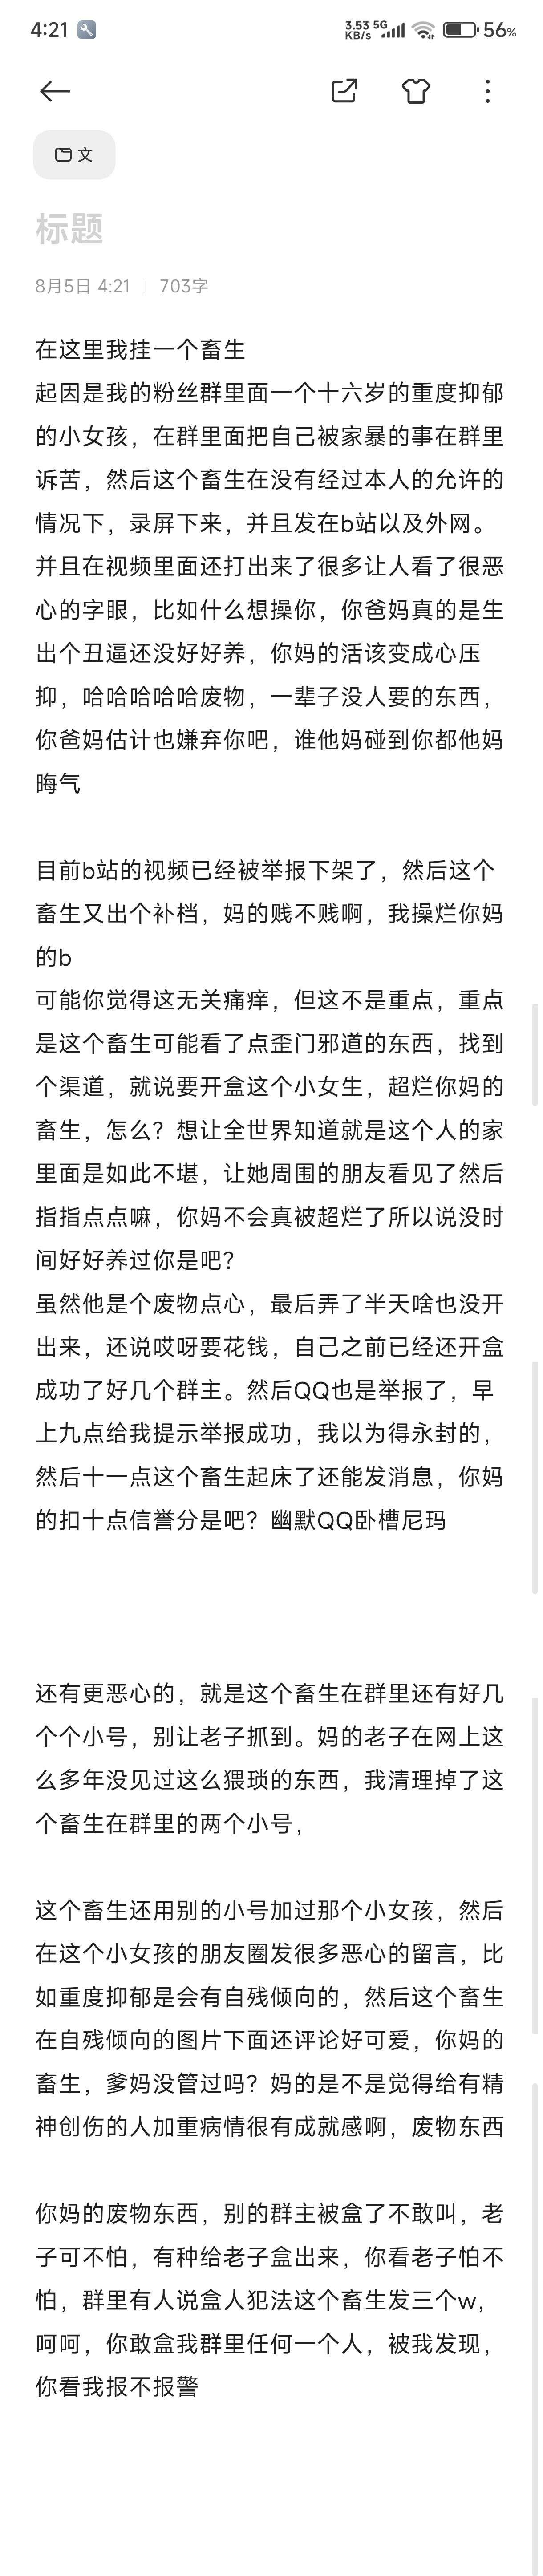 4:21
3.53 KB/s 5G 56%
文
标题
8月5日 4:21 703字
在这里我挂一个畜生
起因是我的粉丝群里面一个十六岁的重度抑郁
的小女孩，在群里面把自己被家暴的事在群里
诉苦，然后这个畜生在没有经过本人的允许的
情况下，录屏下来，并且发在b站以及外网。
并且在视频里面还打出来了很多让人看了很恶
心的字眼，比如什么想操你，你爸妈真的是生
出个丑逼还没好好养，你妈的活该变成心压
抑，哈哈哈哈哈废物，一辈子没人要的东西，
你爸妈估计也嫌弃你吧，谁他妈碰到你都他妈
晦气
目前b站的视频已经被举报下架了，然后这个
畜生又出个补档，妈的贱不贱啊，我操烂你妈
的b
可能你觉得这无关痛痒，但这不是重点，重点
是这个畜生可能看了点歪门邪道的东西，找到
个渠道，就说要开盒这个小女生，超烂你妈的
畜生，怎么？想让全世界知道就是这个人的家
里面是如此不堪，让她周围的朋友看见了然后
指指点点嘛，你妈不会真被超烂了所以说没时
间好好养过你是吧？
虽然他是个废物点心，最后弄了半天啥也没开
出来，还说哎呀要花钱，自己之前已经还开盒
成功了好几个群主。然后QQ也是举报了，早
上九点给我提示举报成功，我以为得永封的，
然后十一点这个畜生起床了还能发消息，你妈
的扣十点信誉分是吧？幽默QQ卧槽尼玛
还有更恶心的，就是这个畜生在群里还有好几
个个小号，别让老子抓到。妈的老子在网上这
么多年没见过这么猥琐的东西，我清理掉了这
个畜生在群里的两个小号，
这个畜生还用别的小号加过那个小女孩，然后
在这个小女孩的朋友圈发很多恶心的留言，比
如重度抑郁是会有自残倾向的，然后这个畜生
在自残倾向的图片下面还评论好可爱，你妈的
畜生，爹妈没管过吗？妈的是不是觉得给有精
神创伤的人加重病情很有成就感啊，废物东西
你妈的废物东西，别的群主被盒了不敢叫，老
子可不怕，有种给老子盒出来，你看老子怕不
怕，群里有人说盒人犯法这个畜生发三个w，
呵呵，你敢盒我群里任何一个人，被我发现，
你看我报不报警